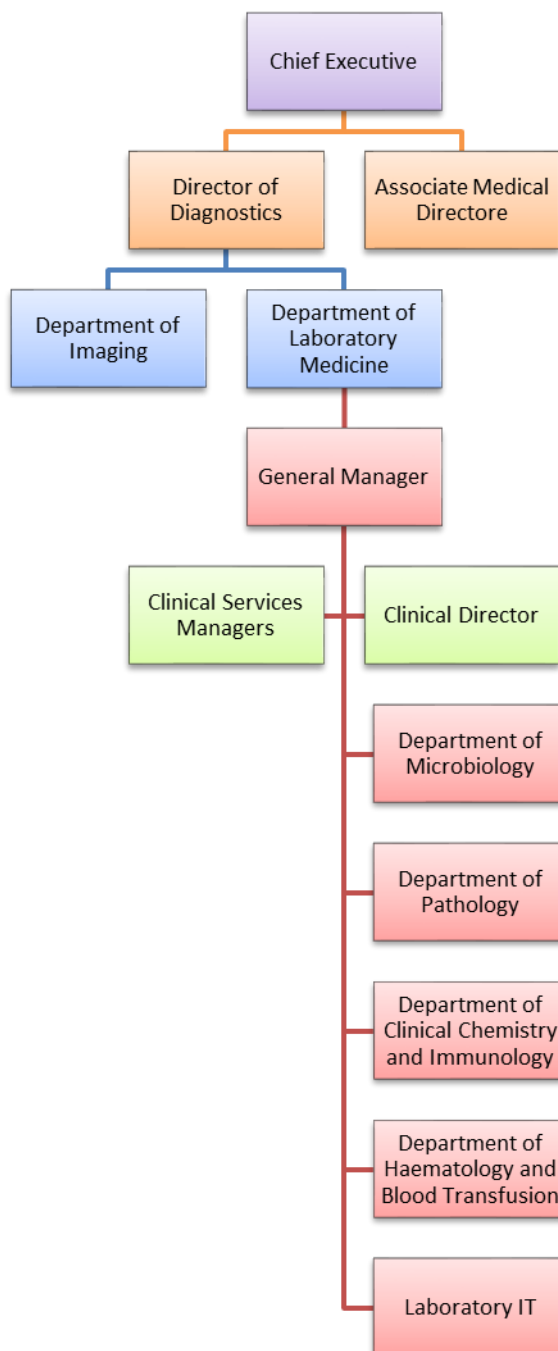 Chief Executive
Director of
Diagnostics
Associate Medical
Directore
Department of
Imaging
Department of
Laboratory
Medicine
General Manager
Clinical Services
Managers
Clinical Director
Department of
Microbiology
Department of
Pathology
Department of
Clinical Chemistry
and Immunology
Department of
Haematology and
Blood Transfusion
Laboratory IT